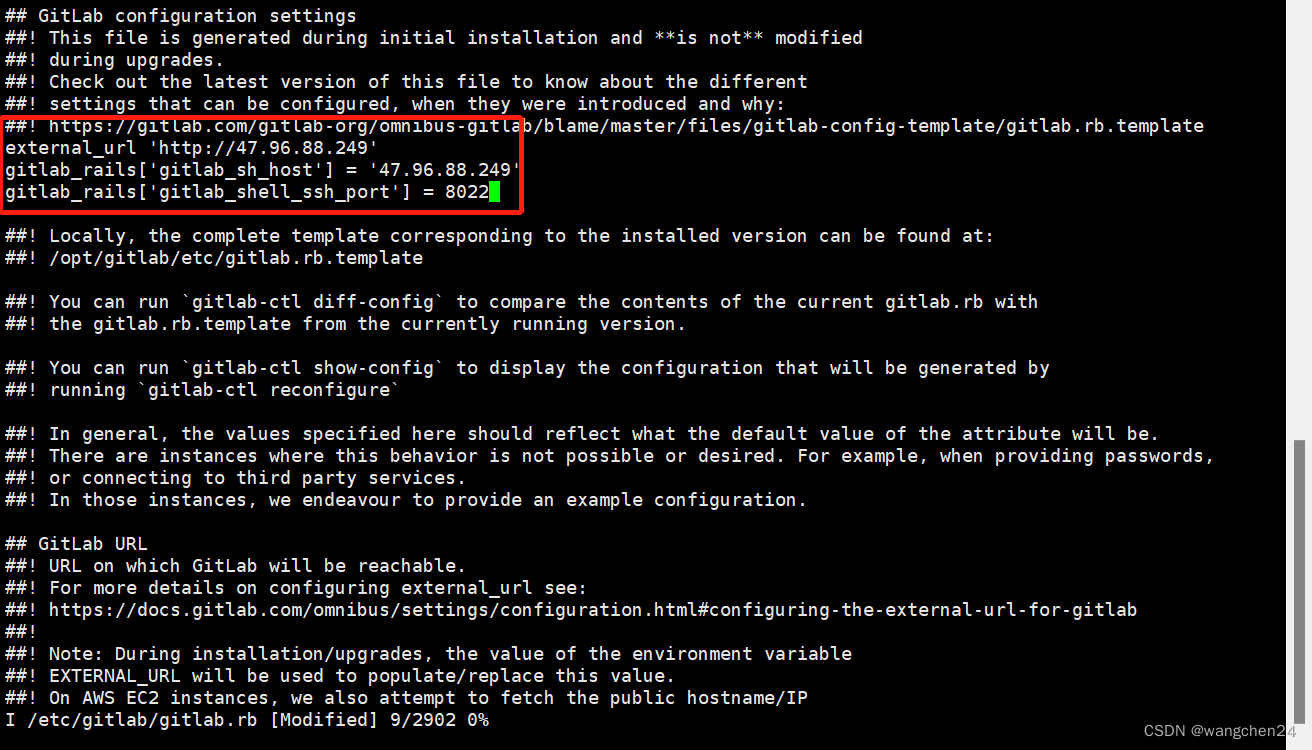 ## GitLab configuration settings
##! This file is generated during initial installation and **is not** modified
##! during upgrades.
##! Check out the latest version of this file to know about the different
##! settings that can be configured, when they were introduced and why:
##! https://gitlab.com/gitlab-org/omnibus-gitlab/blame/master/files/gitlab-config-template/gitlab.rb.template
external_url 'http://47.96.88.249'
gitlab_rails['gitlab_sh_host'] = '47.96.88.249'
gitlab_rails['gitlab_shell_ssh_port'] = 8022
##! Locally, the complete template corresponding to the installed version can be found at:
##! /opt/gitlab/etc/gitlab.rb.template
##! You can run `gitlab-ctl diff-config` to compare the contents of the current gitlab.rb with
##! the gitlab.rb.template from the currently running version.
##! You can run `gitlab-ctl show-config` to display the configuration that will be generated by
##! running `gitlab-ctl reconfigure`
##! In general, the values specified here should reflect what the default value of the attribute will be.
##! There are instances where this behavior is not possible or desired. For example, when providing passwords,
##! or connecting to third party services.
##! In those instances, we endeavour to provide an example configuration.
## GitLab URL
##! URL on which GitLab will be reachable.
##! For more details on configuring external_url see:
##! https://docs.gitlab.com/omnibus/settings/configuration.html#configuring-the-external-url-for-gitlab
##!
##! Note: During installation/upgrades, the value of the environment variable
##! EXTERNAL_URL will be used to populate/replace this value.
##! On AWS EC2 instances, we also attempt to fetch the public hostname/IP
I /etc/gitlab/gitlab.rb [Modified] 9/2902 0%
CSDN @wangchen24